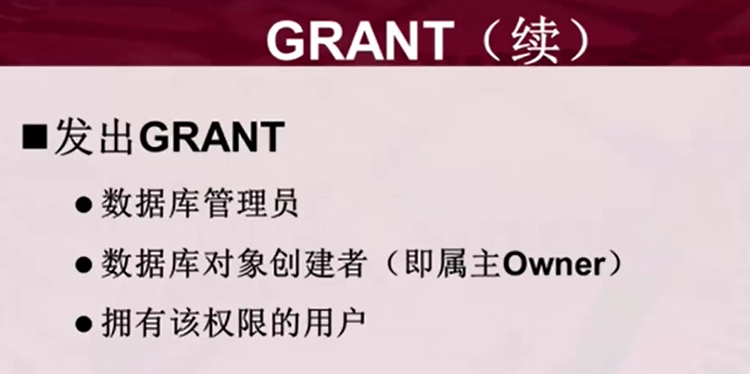 GRANT（续）
■发出GRANT
●数据库管理员
●数据库对象创建者（即属主Owner）
●拥有该权限的用户